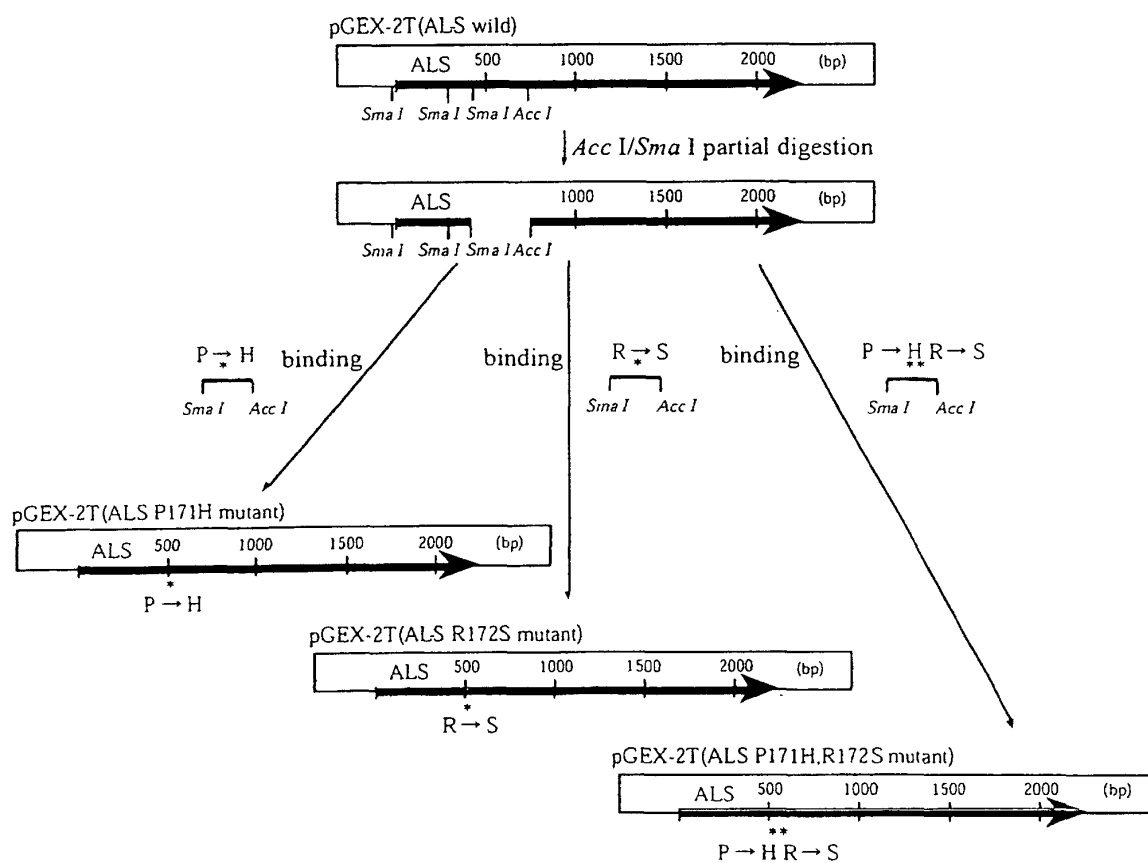 pGEX-2T(ALS wild)
ALS 500 1000 1500 2000 (bp)
Sma I Sma I Sma I Acc I
Acc I/Sma I partial digestion
ALS 1000 1500 2000 (bp)
Sma I Sma I Sma I Acc I
P → H
*
binding
Sma I Acc I
binding
R → S
*
Sma I Acc I
binding
P → H R → S
**
Sma I Acc I
pGEX-2T(ALS P171H mutant)
ALS 500 1000 1500 2000 (bp)
*
P → H
pGEX-2T(ALS R172S mutant)
ALS 500 1000 1500 2000 (bp)
*
R → S
pGEX-2T(ALS P171H,R172S mutant)
ALS 500 1000 1500 2000 (bp)
**
P → H R → S